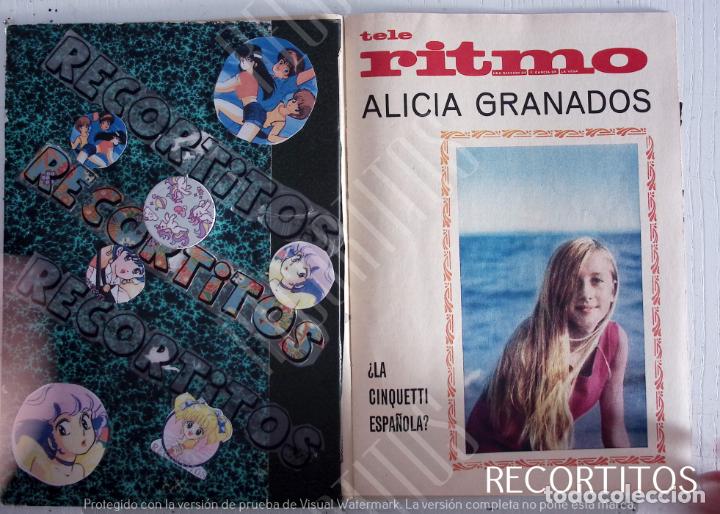 RECORTiTOS
RECORTiTOS
RECORTiTOS
tele
ritmo
ALICIA GRANADOS
¿LA
CINQUETTI
ESPAÑOLA?
RECORTITOS
todocoleccion
Protegido con la versión de prueba de Visual Watermark. La versión completa no pone esta marca.